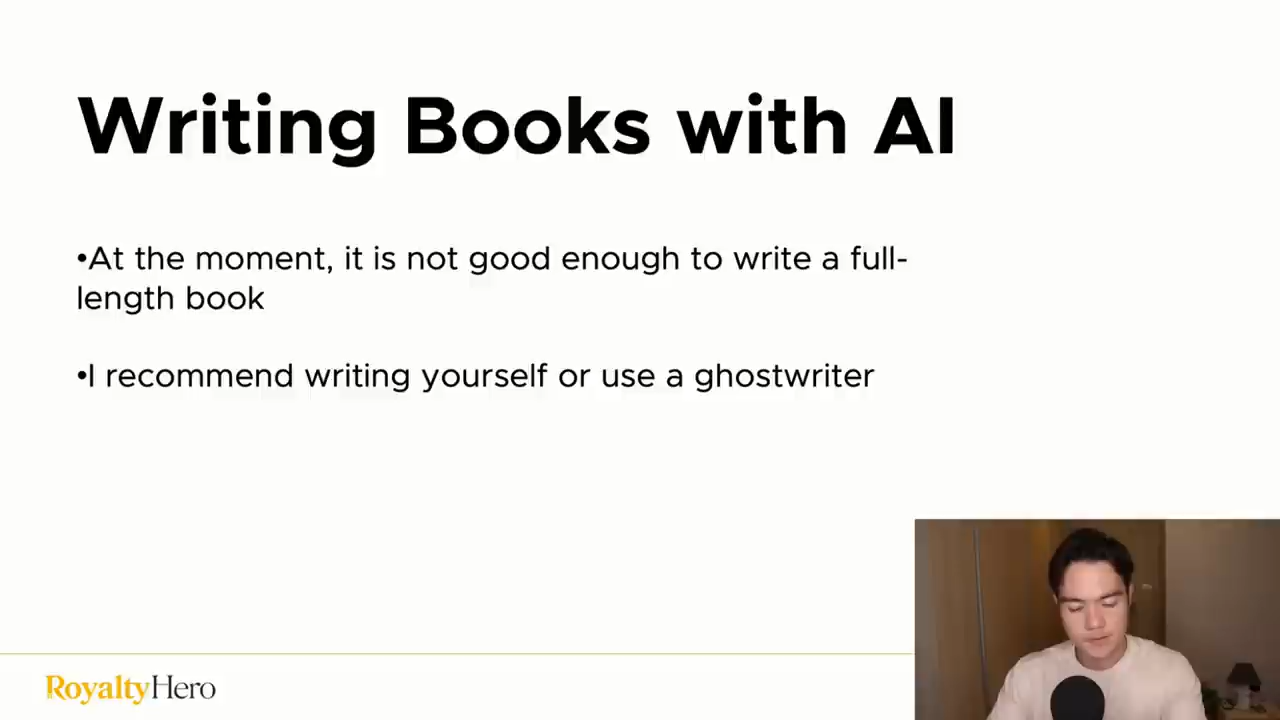 Writing Books with AI
•At the moment, it is not good enough to write a full-
length book
•I recommend writing yourself or use a ghostwriter
RoyaltyHero